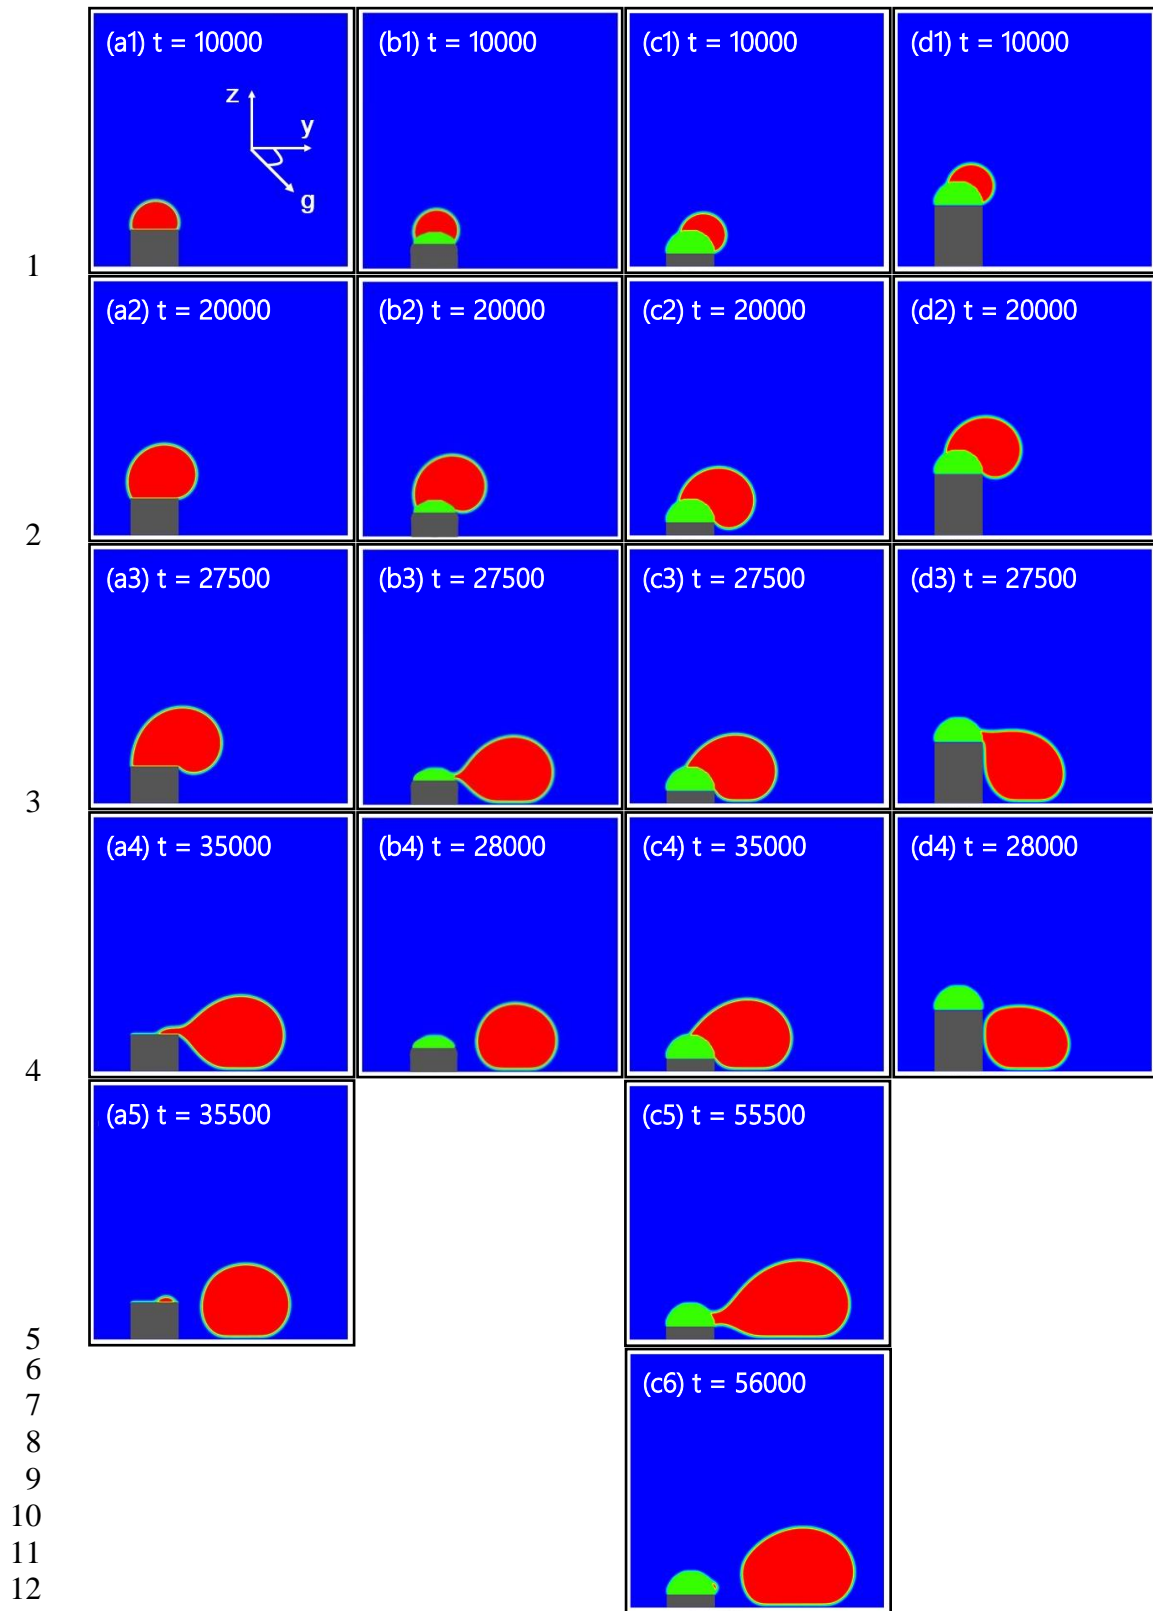 (a1) t = 10000 (b1) t = 10000 (c1) t = 10000 (d1) t = 10000
z
y
g
1
(a2) t = 20000 (b2) t = 20000 (c2) t = 20000 (d2) t = 20000
2
(a3) t = 27500 (b3) t = 27500 (c3) t = 27500 (d3) t = 27500
3
(a4) t = 35000 (b4) t = 28000 (c4) t = 35000 (d4) t = 28000
4
(a5) t = 35500 (c5) t = 55500
5
6
(c6) t = 56000
7
8
9
10
11
12